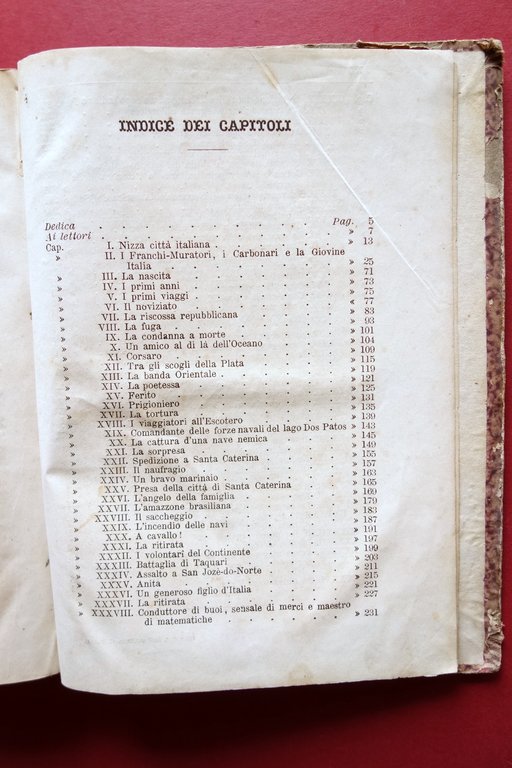 INDICE DEI CAPITOLI
Dedica . . . . . . . . . Pag. 5
Ai lettori . . . . . . . . . » 7
Cap. I. Nizza città italiana . . . . . . » 13
» II. I Franchi-Muratori, i Carbonari e la Giovine
Italia . . . . . . . . » 25
» III. La nascita . . . . . . . » 71
» IV. I primi anni . . . . . . . » 73
» V. I primi viaggi . . . . . . . » 75
» VI. Il noviziato . . . . . . . « 77
» VII. La riscossa repubblicana . . . . . » 83
» VIII. La fuga . . . . . . . » 93
» IX. La condanna a morte . . . . . » 101
» X. Un amico al di là dell'Oceano . . . . » 104
» XI. Corsaro . . . . . . . » 109
» XII. Tra gli scogli della Plata . . . . . » 115
» XIII. La banda Orientale . . . . . . » 119
» XIV. La poetessa . . . . . . . » 121
» XV. Ferito . . . . . . . » 125
» XVI. Prigioniero . . . . . . . » 131
» XVII. La tortura . . . . . . . » 135
» XVIII. I viaggiatori all'Escotero . . . . . » 139
» XIX. Comandante delle forze navali del lago Dos Patos » 143
» XX. La cattura d'una nave nemica . . . . » 145
» XXI. La sorpresa . . . . . . . » 149
» XXII. Spedizione a Santa Caterina . . . . » 155
» XXIII. Il naufragio . . . . . . . » 157
» XXIV. Un bravo marinaio . . . . . . » 163
» XXV. Presa della città di Santa Caterina . . . » 165
» XXVI. L'angelo della famiglia . . . . . » 169
» XXVII. L'amazzone brasiliana . . . . . » 179
» XXVIII. Il saccheggio . . . . . . » 183
» XXIX. L'incendio delle navi . . . . . » 187
» XXX. A cavallo ! . . . . . . . » 191
» XXXI. La ritirata . . . . . . . » 197
» XXXII. I volontari del Continente . . . . . » 199
» XXXIII. Battaglia di Taquari . . . . . » 203
» XXXIV. Assalto a San Jozè-do-Norte . . . . » 211
» XXXV. Anita . . . . . . . » 215
» XXXVI. Un generoso figlio d'Italia . . . . . » 221
» XXXVII. La ritirata . . . . . . . » 227
» XXXVIII. Conduttore di buoi, sensale di merci e maestro
di matematiche . . . . . . » 231